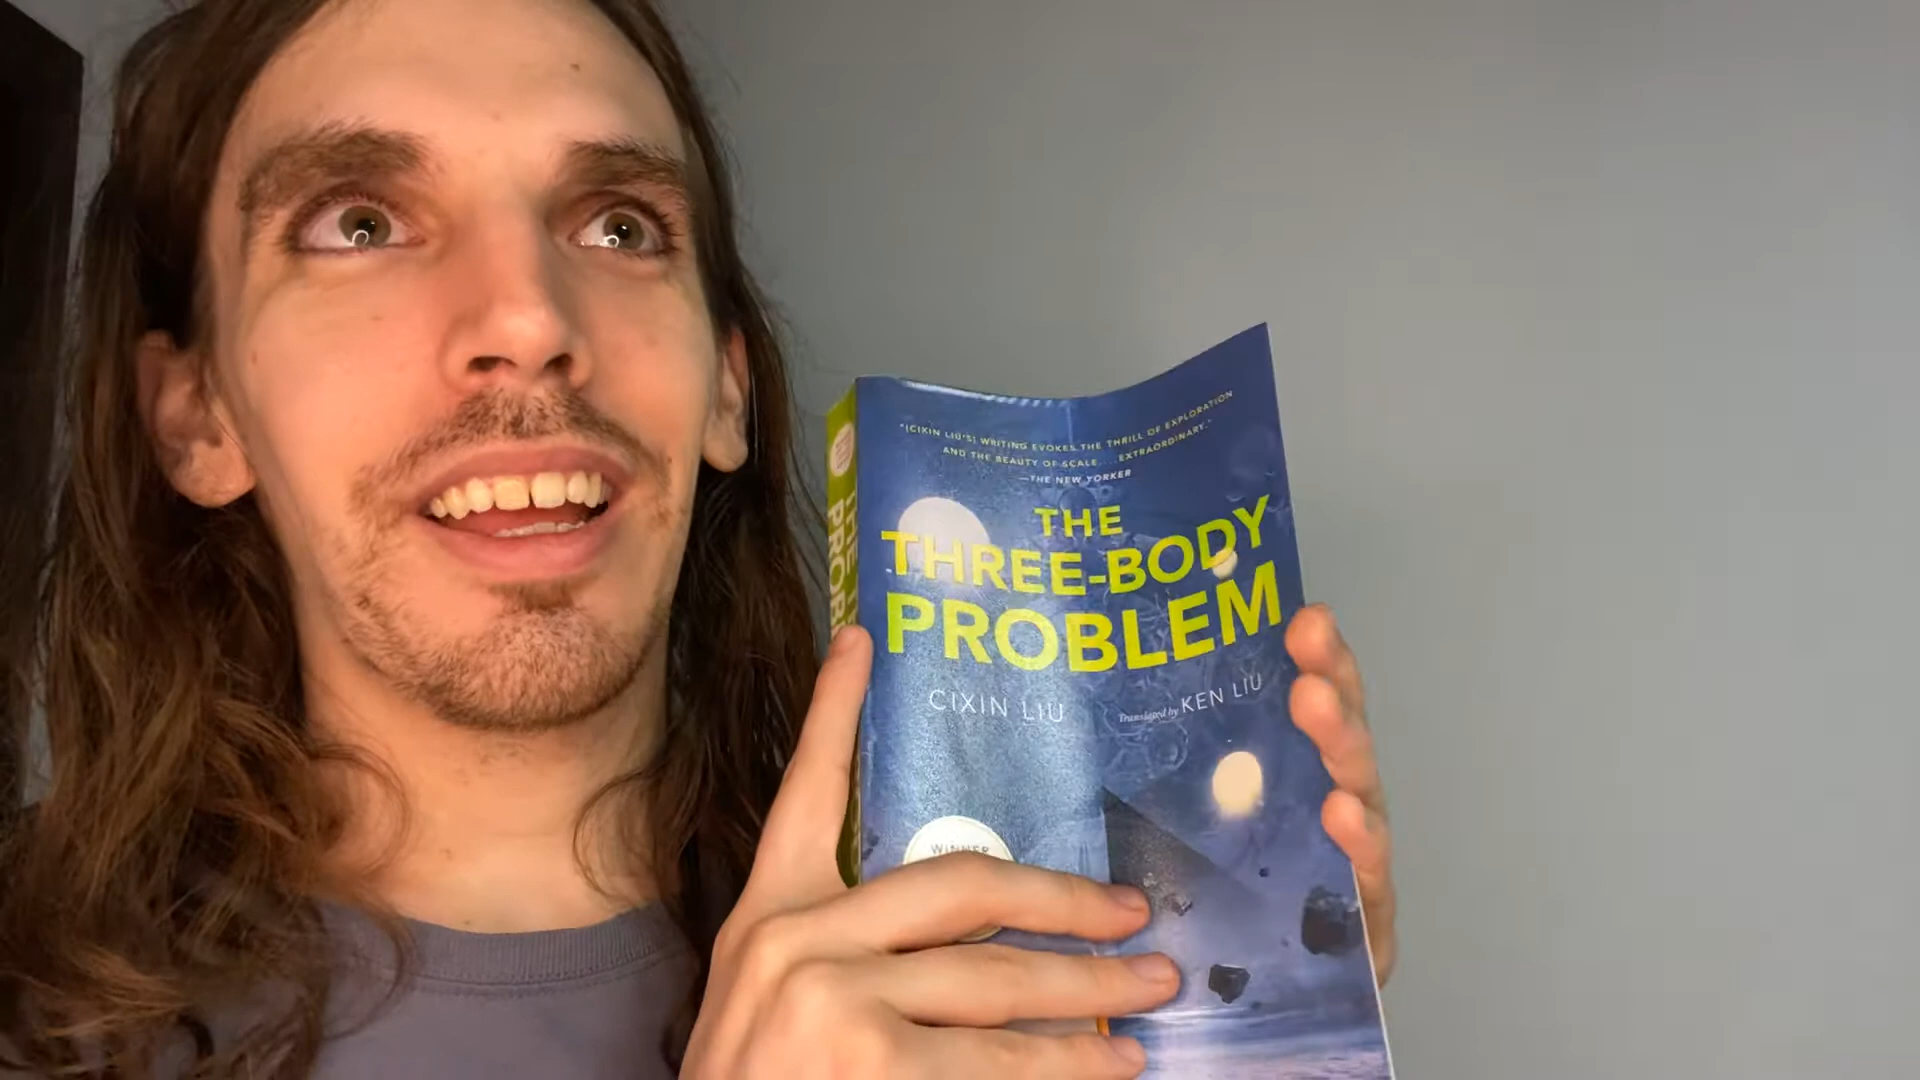 "[CIXIN LIU'S] WRITING EVOKES THE THRILL OF EXPLORATION
AND THE BEAUTY OF SCALE.... EXTRAORDINARY."
—THE NEW YORKER
THE
THREE-BODY
PROBLEM
CIXIN LIU
Translated by KEN LIU
WINNER
THE